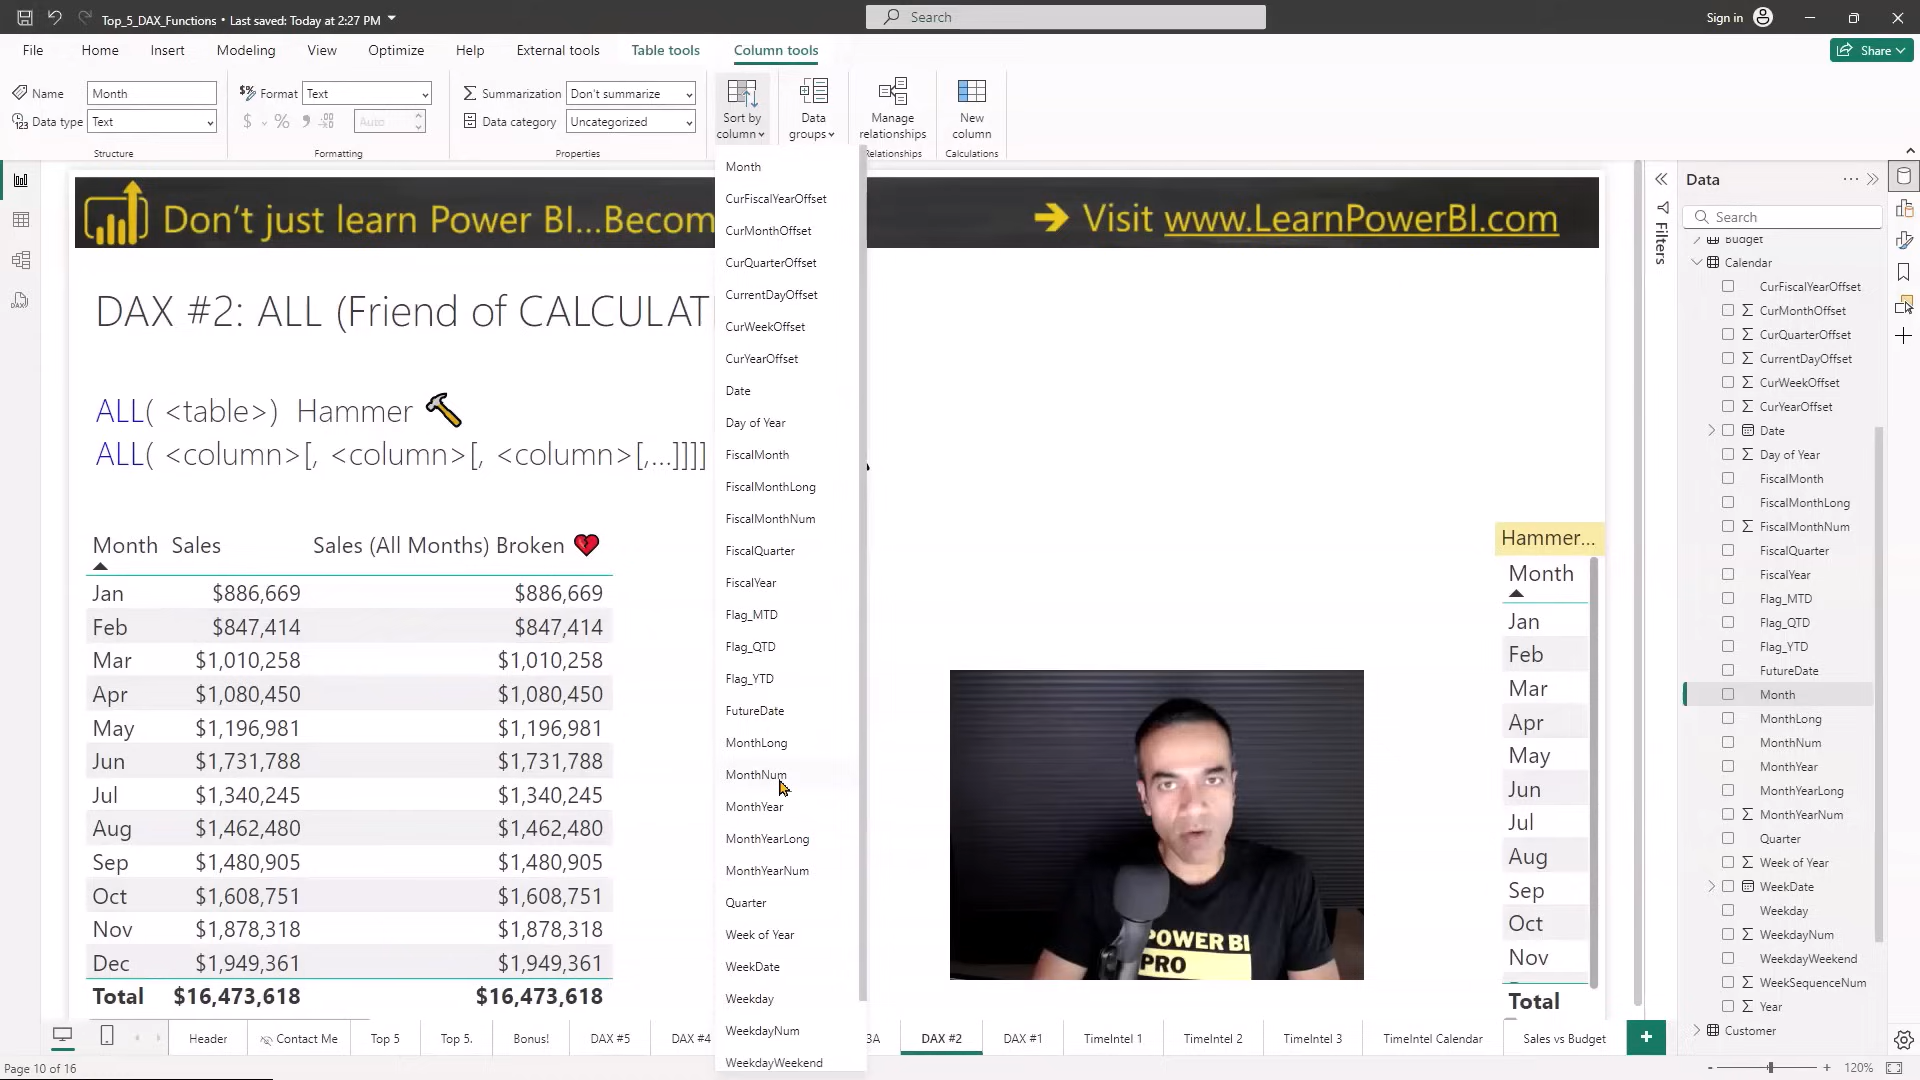 Top_5_DAX_Functions • Last saved: Today at 2:27 PM
Search
Sign in
File
Home
Insert
Modeling
View
Optimize
Help
External tools
Table tools
Column tools
Share
Name
Month
Data type
Text
Structure
Format
Text
$
%
Auto
Formatting
Summarization
Don't summarize
Data category
Uncategorized
Properties
Sort by
column
Data
groups
Manage
relationships
Relationships
New
column
Calculations
Month
CurFiscalYearOffset
CurMonthOffset
CurQuarterOffset
CurrentDayOffset
CurWeekOffset
CurYearOffset
Date
Day of Year
FiscalMonth
FiscalMonthLong
FiscalMonthNum
FiscalQuarter
FiscalYear
Flag_MTD
Flag_QTD
Flag_YTD
FutureDate
MonthLong
MonthNum
MonthYear
MonthYearLong
MonthYearNum
Quarter
Week of Year
WeekDate
Weekday
WeekdayNum
WeekdayWeekend
Don't just learn Power BI...Becom
Visit www.LearnPowerBI.com
DAX #2: ALL (Friend of CALCULAT
ALL( <table>) Hammer
ALL( <column>[, <column>[, <column>[,...]]]]
Month Sales Sales (All Months) Broken
Jan $886,669 $886,669
Feb $847,414 $847,414
Mar $1,010,258 $1,010,258
Apr $1,080,450 $1,080,450
May $1,196,981 $1,196,981
Jun $1,731,788 $1,731,788
Jul $1,340,245 $1,340,245
Aug $1,462,480 $1,462,480
Sep $1,480,905 $1,480,905
Oct $1,608,751 $1,608,751
Nov $1,878,318 $1,878,318
Dec $1,949,361 $1,949,361
Total $16,473,618 $16,473,618
POWER BI
PRO
Hammer...
Month
Jan
Feb
Mar
Apr
May
Jun
Jul
Aug
Sep
Oct
Nov
Total
Filters
Data
Search
Budget
Calendar
CurFiscalYearOffset
CurMonthOffset
CurQuarterOffset
CurrentDayOffset
CurWeekOffset
CurYearOffset
Date
Day of Year
FiscalMonth
FiscalMonthLong
FiscalMonthNum
FiscalQuarter
FiscalYear
Flag_MTD
Flag_QTD
Flag_YTD
FutureDate
Month
MonthLong
MonthNum
MonthYear
MonthYearLong
MonthYearNum
Quarter
Week of Year
WeekDate
Weekday
WeekdayNum
WeekdayWeekend
WeekSequenceNum
Year
Customer
Header
Contact Me
Top 5
Top 5.
Bonus!
DAX #5
DAX #4
3A
DAX #2
DAX #1
TimeIntel 1
TimeIntel 2
TimeIntel 3
TimeIntel Calendar
Sales vs Budget
Page 10 of 16
- + 120%